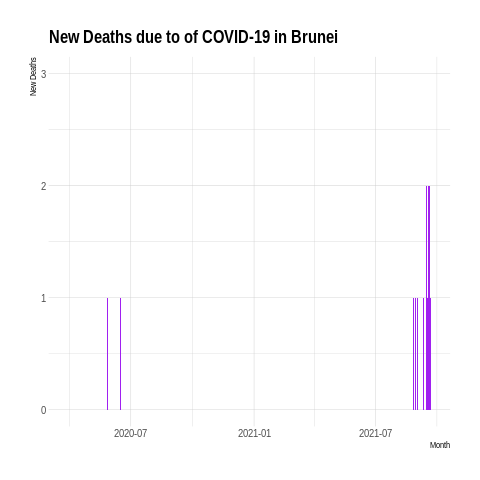 New Deaths due to of COVID-19 in Brunei
New Deaths
3
2
1
0
2020-07
2021-01
2021-07
Month